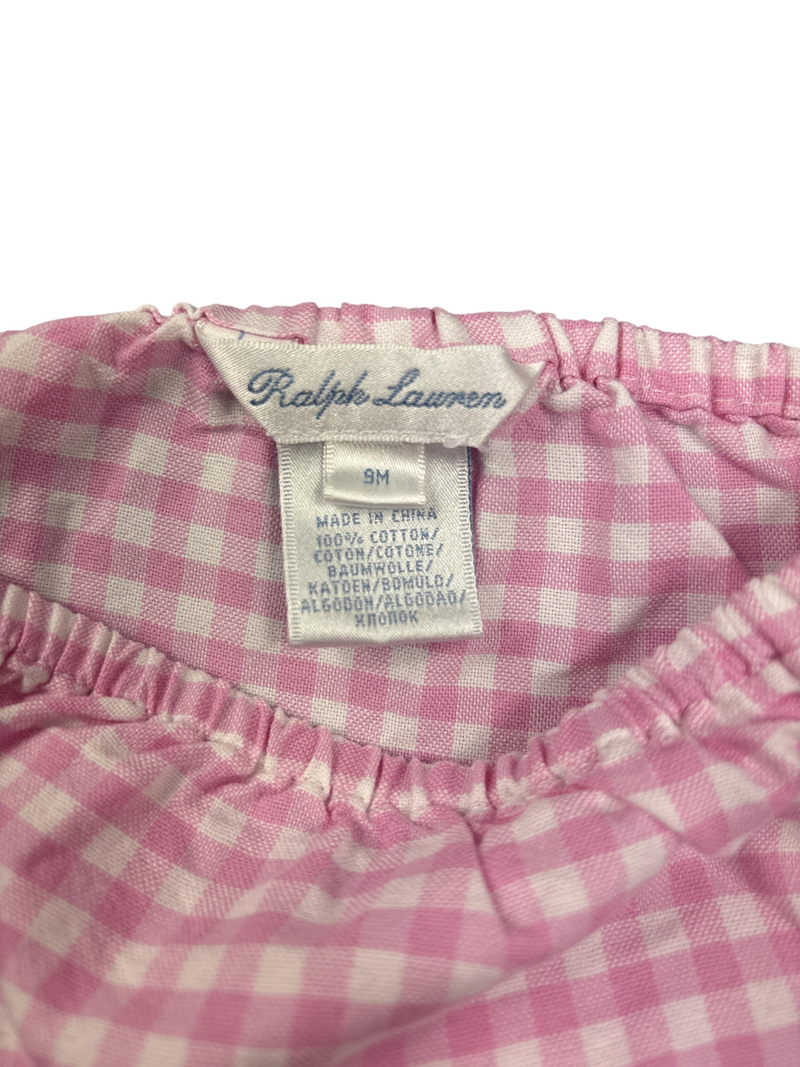 Ralph Lauren
9M
MADE IN CHINA
100% COTTON/
COTON/COTONE/
BAUMWOLLE/
KATOEN/BOMULD/
ALGODON/ALGODAO/
ХЛОПОК